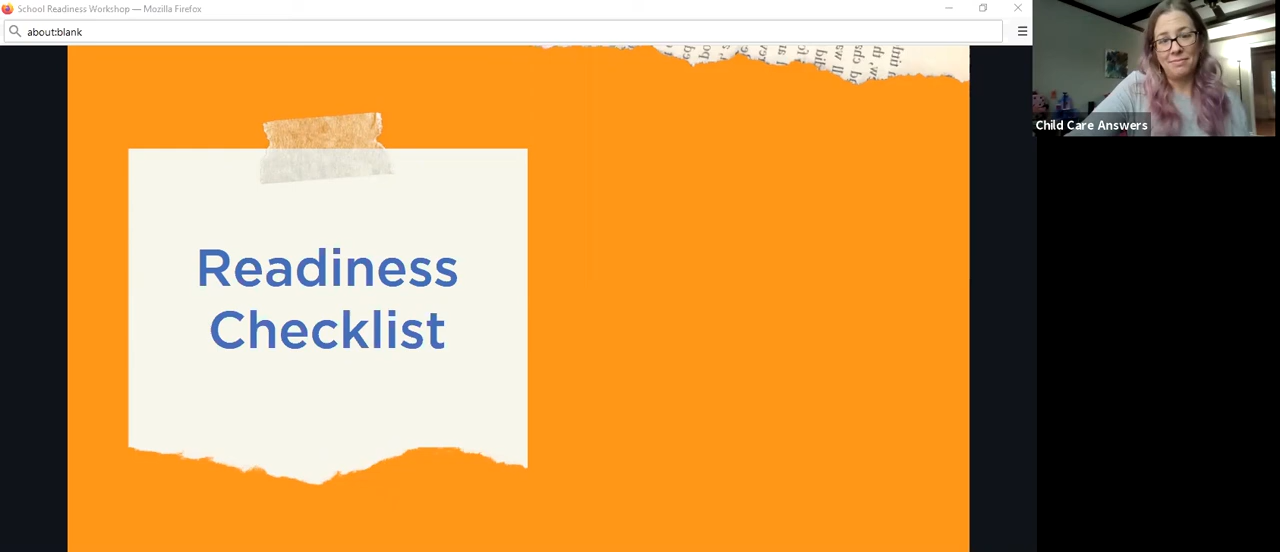 School Readiness Workshop — Mozilla Firefox
about:blank
Child Care Answers
Readiness
Checklist